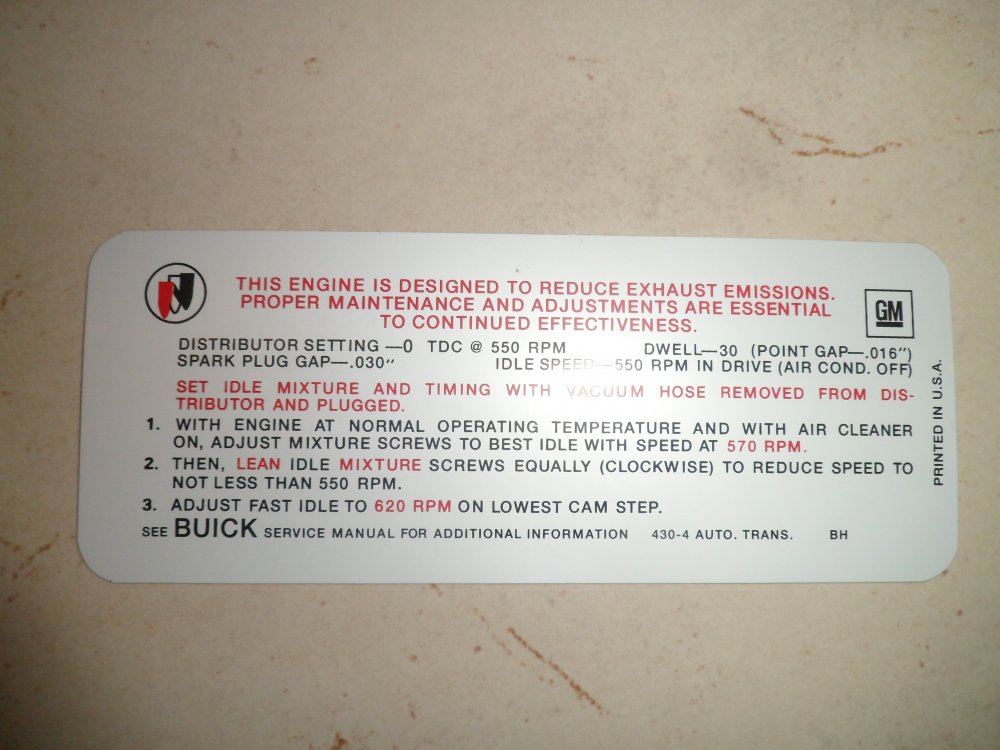 THIS ENGINE IS DESIGNED TO REDUCE EXHAUST EMISSIONS.
PROPER MAINTENANCE AND ADJUSTMENTS ARE ESSENTIAL
TO CONTINUED EFFECTIVENESS.
GM
DISTRIBUTOR SETTING —0 TDC @ 550 RPM DWELL—30 (POINT GAP—.016")
SPARK PLUG GAP—.030" IDLE SPEED—550 RPM IN DRIVE (AIR COND. OFF)
SET IDLE MIXTURE AND TIMING WITH VACUUM HOSE REMOVED FROM DIS-
TRIBUTOR AND PLUGGED.
1. WITH ENGINE AT NORMAL OPERATING TEMPERATURE AND WITH AIR CLEANER
ON, ADJUST MIXTURE SCREWS TO BEST IDLE WITH SPEED AT 570 RPM.
2. THEN, LEAN IDLE MIXTURE SCREWS EQUALLY (CLOCKWISE) TO REDUCE SPEED TO
NOT LESS THAN 550 RPM.
3. ADJUST FAST IDLE TO 620 RPM ON LOWEST CAM STEP.
SEE BUICK SERVICE MANUAL FOR ADDITIONAL INFORMATION 430-4 AUTO. TRANS. BH
PRINTED IN U.S.A.